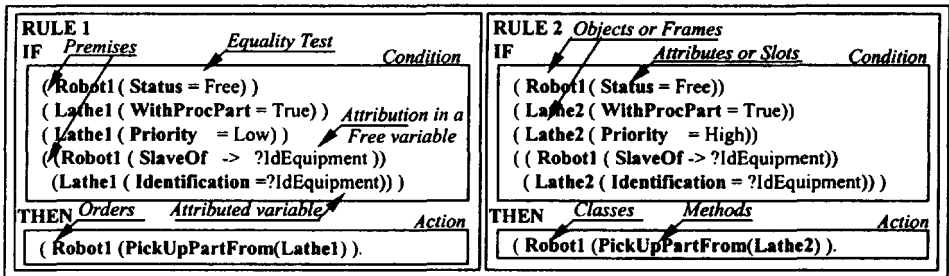 RULE 1
IF Premises Equality Test Condition
( Robot1 ( Status = Free) )
( Lathe1 ( WithProcPart = True) ) Attribution in a
( Lathe1 ( Priority = Low) ) Free variable
( (Robot1 ( SlaveOf -> ?IdEquipment ))
(Lathe1 ( Identification =?IdEquipment)) )
THEN Orders Attributed variable Action
( Robot1 (PickUpPartFrom(Lathe1) ).
RULE 2 Objects or Frames
IF Attributes or Slots Condition
( Robot1( Status = Free))
( Lathe2 ( WithProcPart = True))
( Lathe2 ( Priority = High))
( ( Robot1 ( SlaveOf -> ?IdEquipment))
( Lathe2 ( Identification = ?IdEquipment)) )
THEN Classes Methods Action
( Robot1 (PickUpPartFrom(Lathe2) ).